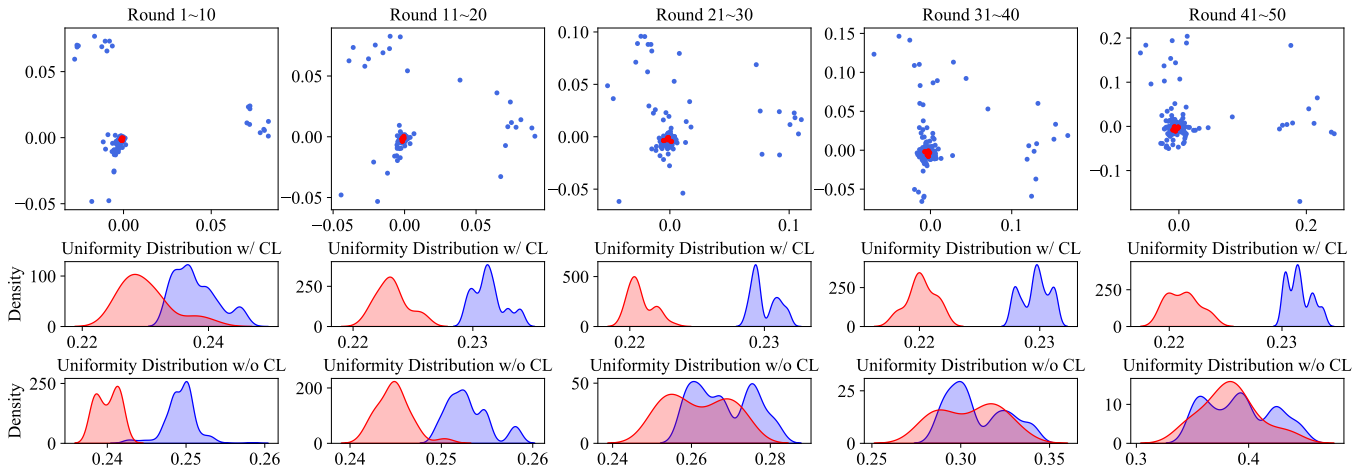 Round 1~10 Round 11~20 Round 21~30 Round 31~40 Round 41~50
0.05 0.00 −0.05
0.00 0.05
0.05 0.00 −0.05
−0.05 0.00 0.05
0.10 0.05 0.00 −0.05
0.0 0.1
0.15 0.10 0.05 0.00 −0.05
0.0 0.1
0.2 0.1 0.0 −0.1
0.0 0.2
Uniformity Distribution w/ CL Uniformity Distribution w/ CL Uniformity Distribution w/ CL Uniformity Distribution w/ CL Uniformity Distribution w/ CL
Density
100 50 0
0.22 0.24
250 0
0.22 0.23
500 0
0.22 0.23
250 0
0.22 0.23
250 0
0.22 0.23
Uniformity Distribution w/o CL Uniformity Distribution w/o CL Uniformity Distribution w/o CL Uniformity Distribution w/o CL Uniformity Distribution w/o CL
Density
250 0
0.24 0.25 0.26
200 0
0.24 0.25 0.26
50 25 0
0.24 0.26 0.28
25 0
0.25 0.30 0.35
10 0
0.3 0.4